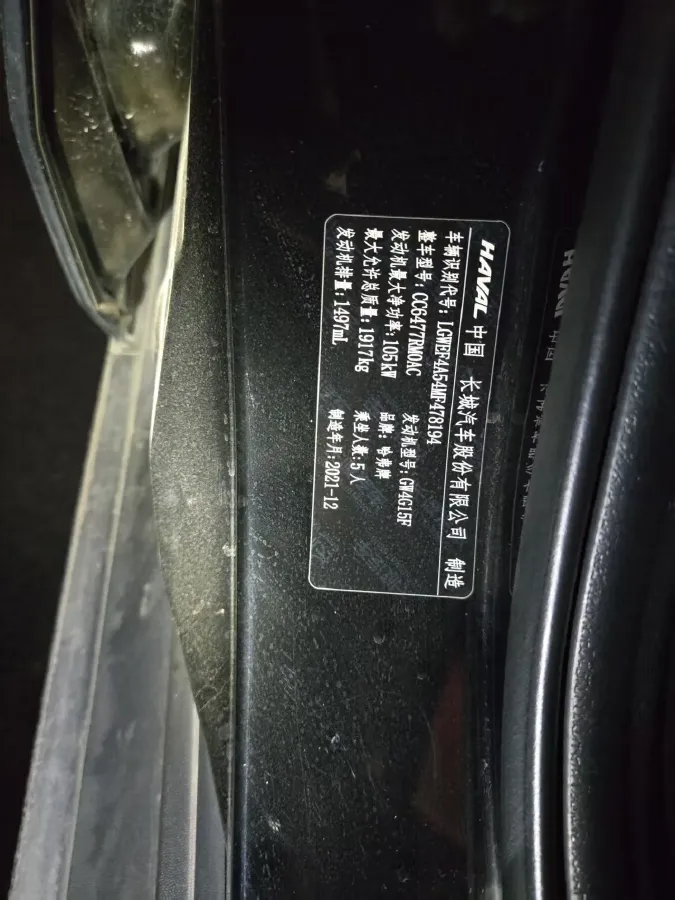 HAVAL 中国 长城汽车股份有限公司 制造
车辆识别代号:LGWEF4A54MF478194
整车型号:CC6477RM0AC 发动机型号:GW4G15F
发动机最大净功率:105kW 品牌:哈弗牌
最大允许总质量:1917kg 乘坐人数:5人
发动机排量:1497mL 制造年月:2021-12